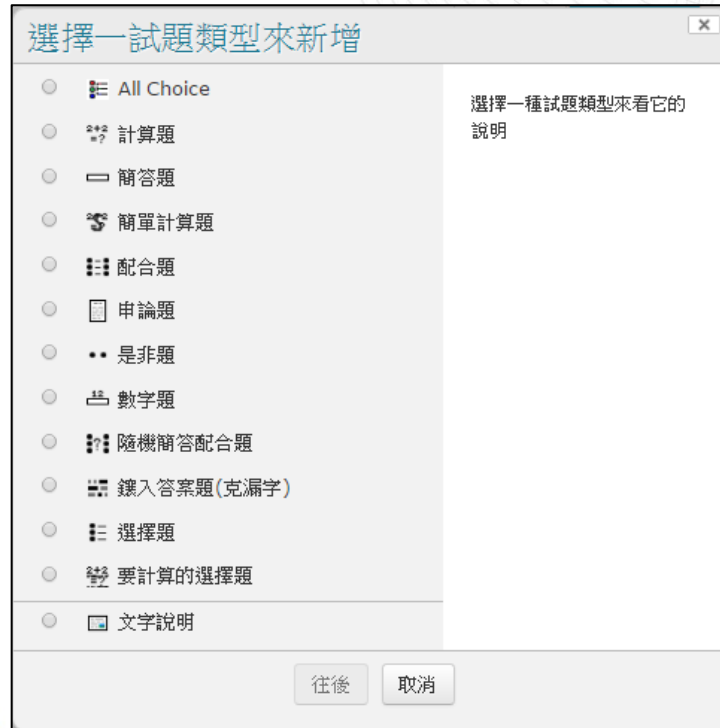 選擇一試題類型來新增
All Choice
計算題
簡答題
簡單計算題
配合題
申論題
是非題
數字題
隨機簡答配合題
鑲入答案題(克漏字)
選擇題
要計算的選擇題
文字說明
選擇一種試題類型來看它的
說明
往後
取消